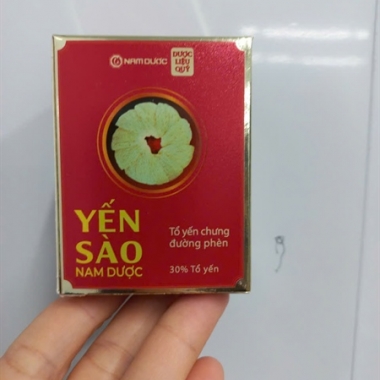 NAM DƯỢC
DƯỢC
LIỆU
QUÝ
YẾN
SÀO
NAM DƯỢC
Tổ yến chưng
đường phèn
30% Tổ yến